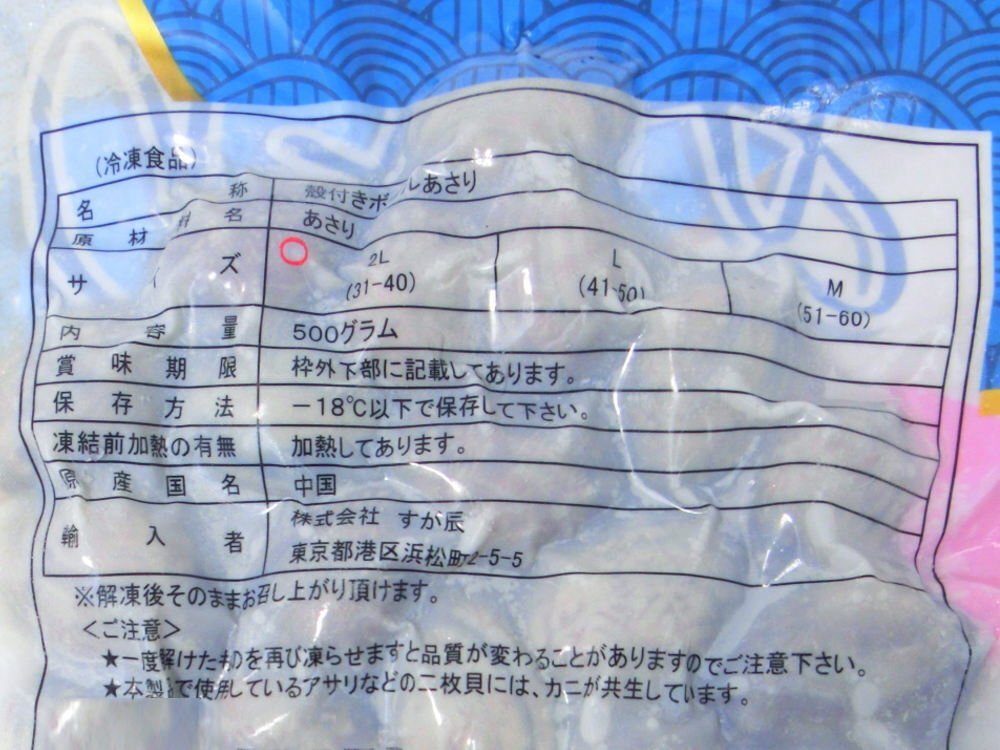 (冷凍食品)
名称 殻付きボイルあさり
原材料名 あさり
サイズ 2L (31-40) L (41-50) M (51-60)
内容量 500グラム
賞味期限 枠外下部に記載してあります。
保存方法 －18℃以下で保存して下さい。
凍結前加熱の有無 加熱してあります。
原産国名 中国
輸入者 株式会社 すが辰
東京都港区浜松町2-5-5
※解凍後そのままお召し上がり頂けます。
＜ご注意＞
★一度解けたものを再び凍らせますと品質が変わることがありますのでご注意下さい。
★本製品で使用しているアサリなどの二枚貝には、カニが共生しています。